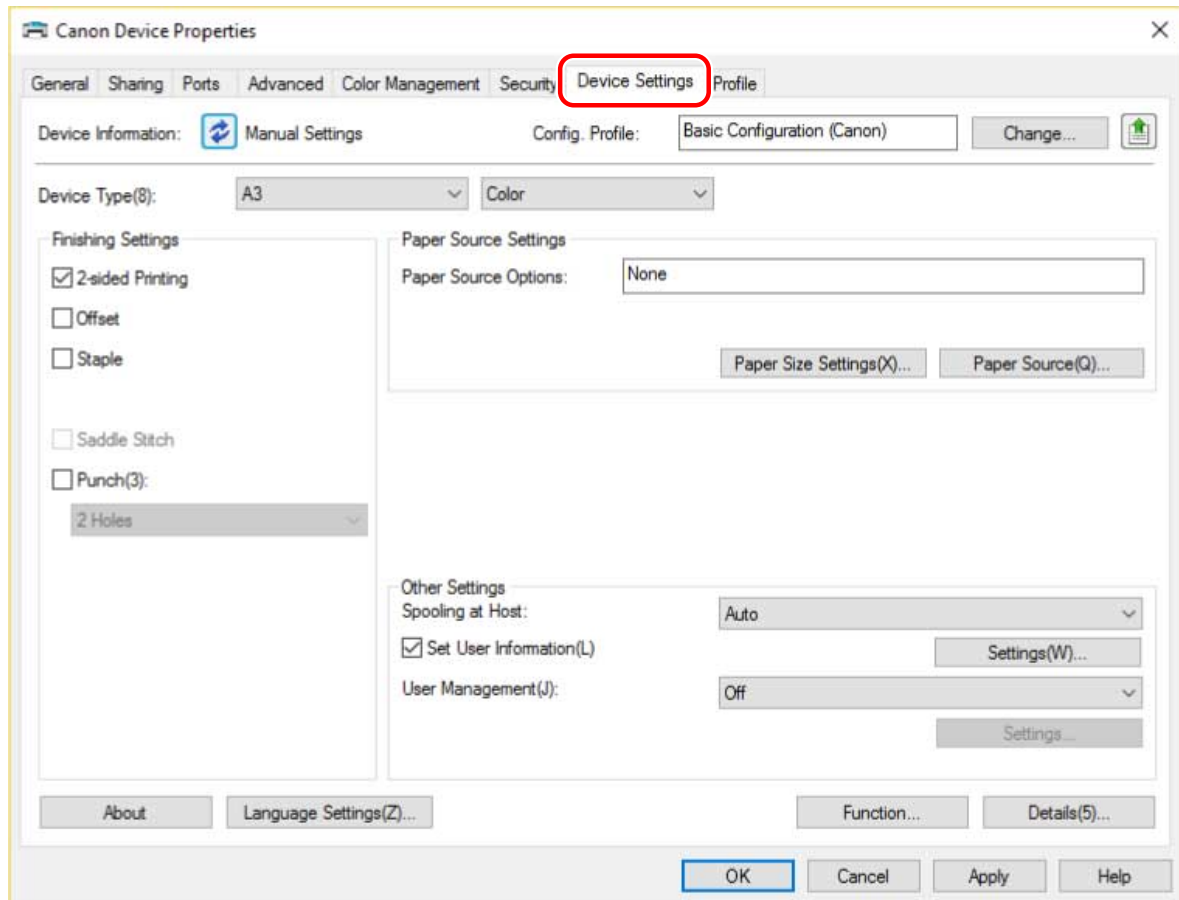 Canon Device Properties
General Sharing Ports Advanced Color Management Security Device Settings Profile
Device Information: Manual Settings Config. Profile: Basic Configuration (Canon) Change...
Device Type(8): A3 Color
Finishing Settings
2-sided Printing
Offset
Staple
Saddle Stitch
Punch(3):
2 Holes
Paper Source Settings
Paper Source Options: None
Paper Size Settings(X)... Paper Source(Q)...
Other Settings
Spooling at Host: Auto
Set User Information(L) Settings(W)...
User Management(J): Off
Settings...
About Language Settings(Z)... Function... Details(5)...
OK Cancel Apply Help